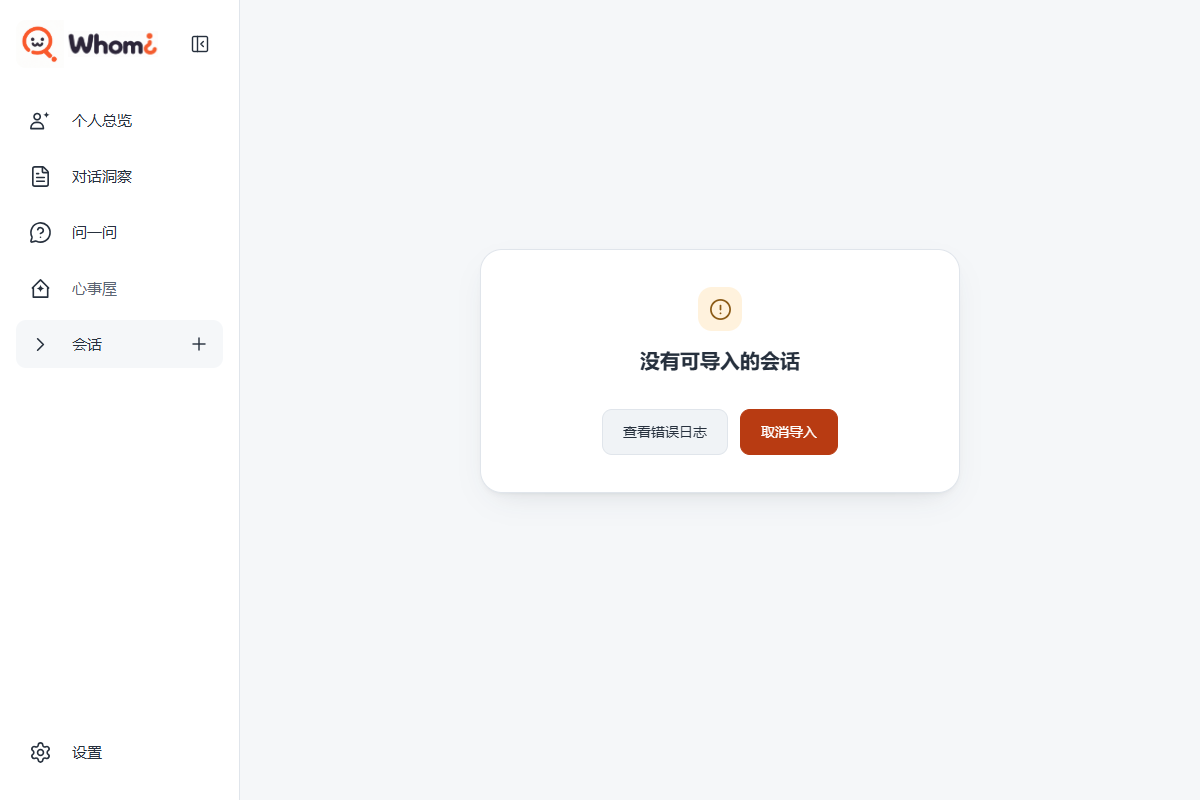 Whomi
个人总览
对话洞察
问一问
心事屋
会话
没有可导入的会话
查看错误日志
取消导入
设置